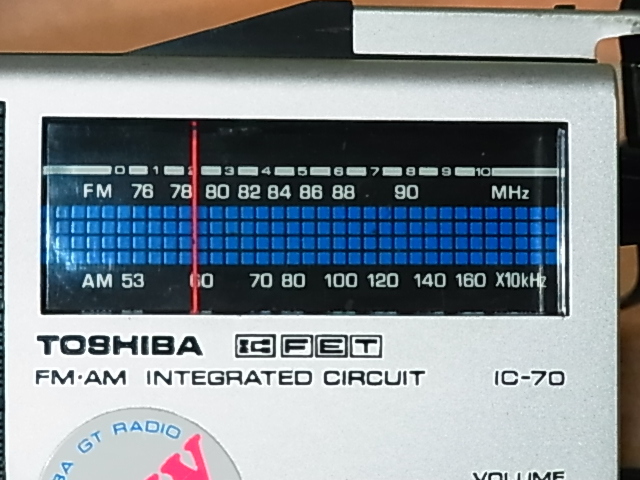 0 1 2 3 4 5 6 7 8 9 10
FM 76 78 80 82 84 86 88 90 MHz
AM 53 60 70 80 100 120 140 160 X10kHz
TOSHIBA IC FET
FM·AM INTEGRATED CIRCUIT IC-70
BA GT RADIO
VOLUME